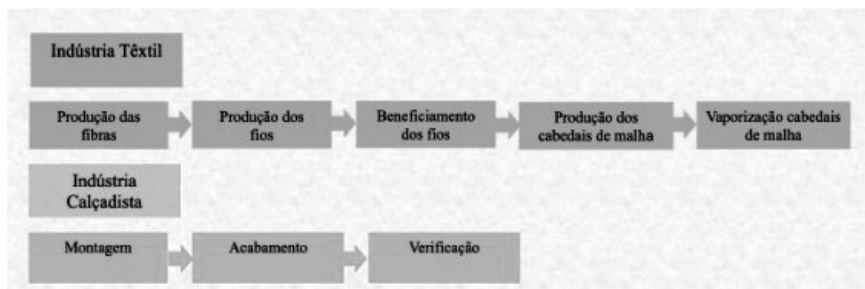 Indústria Têxtil
Produção das
fibras
Produção dos
fios
Beneficiamento
dos fios
Produção dos
cabedais de malha
Vaporização cabedais
de malha
Indústria
Calçadista
Montagem
Acabamento
Verificação